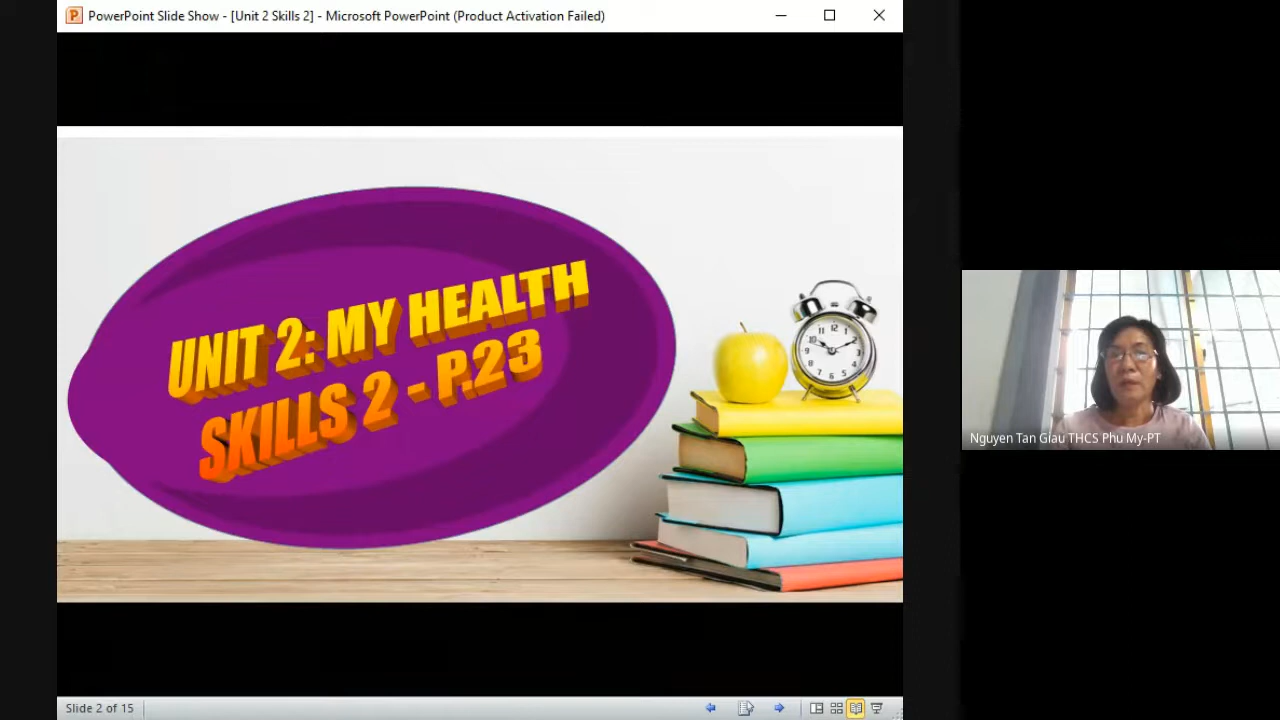 PowerPoint Slide Show - [Unit 2 Skills 2] - Microsoft PowerPoint (Product Activation Failed)
UNIT 2: MY HEALTH
SKILLS 2 - P.23
Nguyen Tan Giau THCS Phu My-PT
Slide 2 of 15